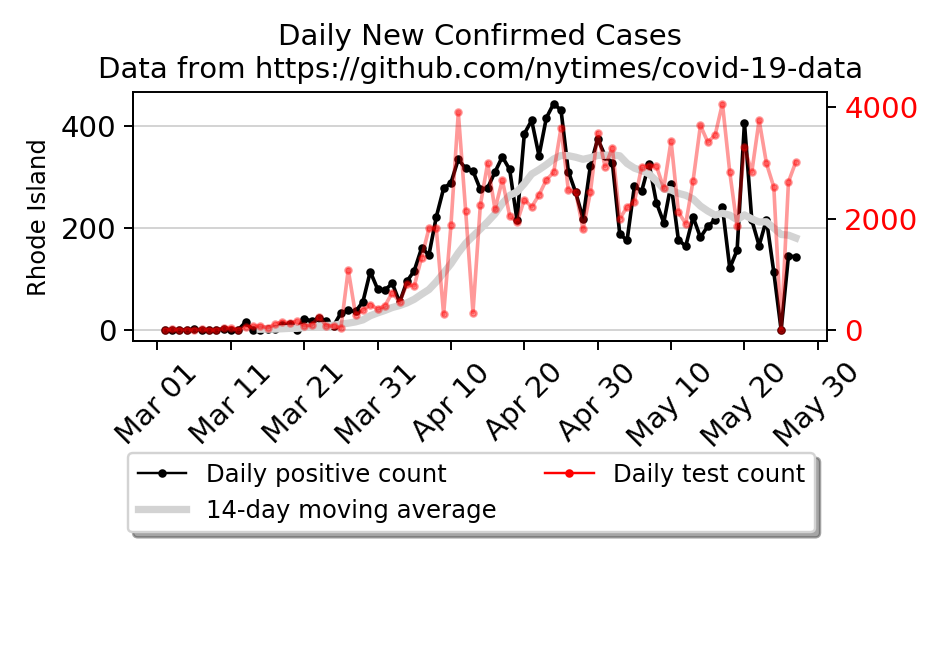 Daily New Confirmed Cases
Data from https://github.com/nytimes/covid-19-data
Rhode Island
400
200
0
4000
2000
0
Mar 01
Mar 11
Mar 21
Mar 31
Apr 10
Apr 20
Apr 30
May 10
May 20
May 30
Daily positive count
14-day moving average
Daily test count